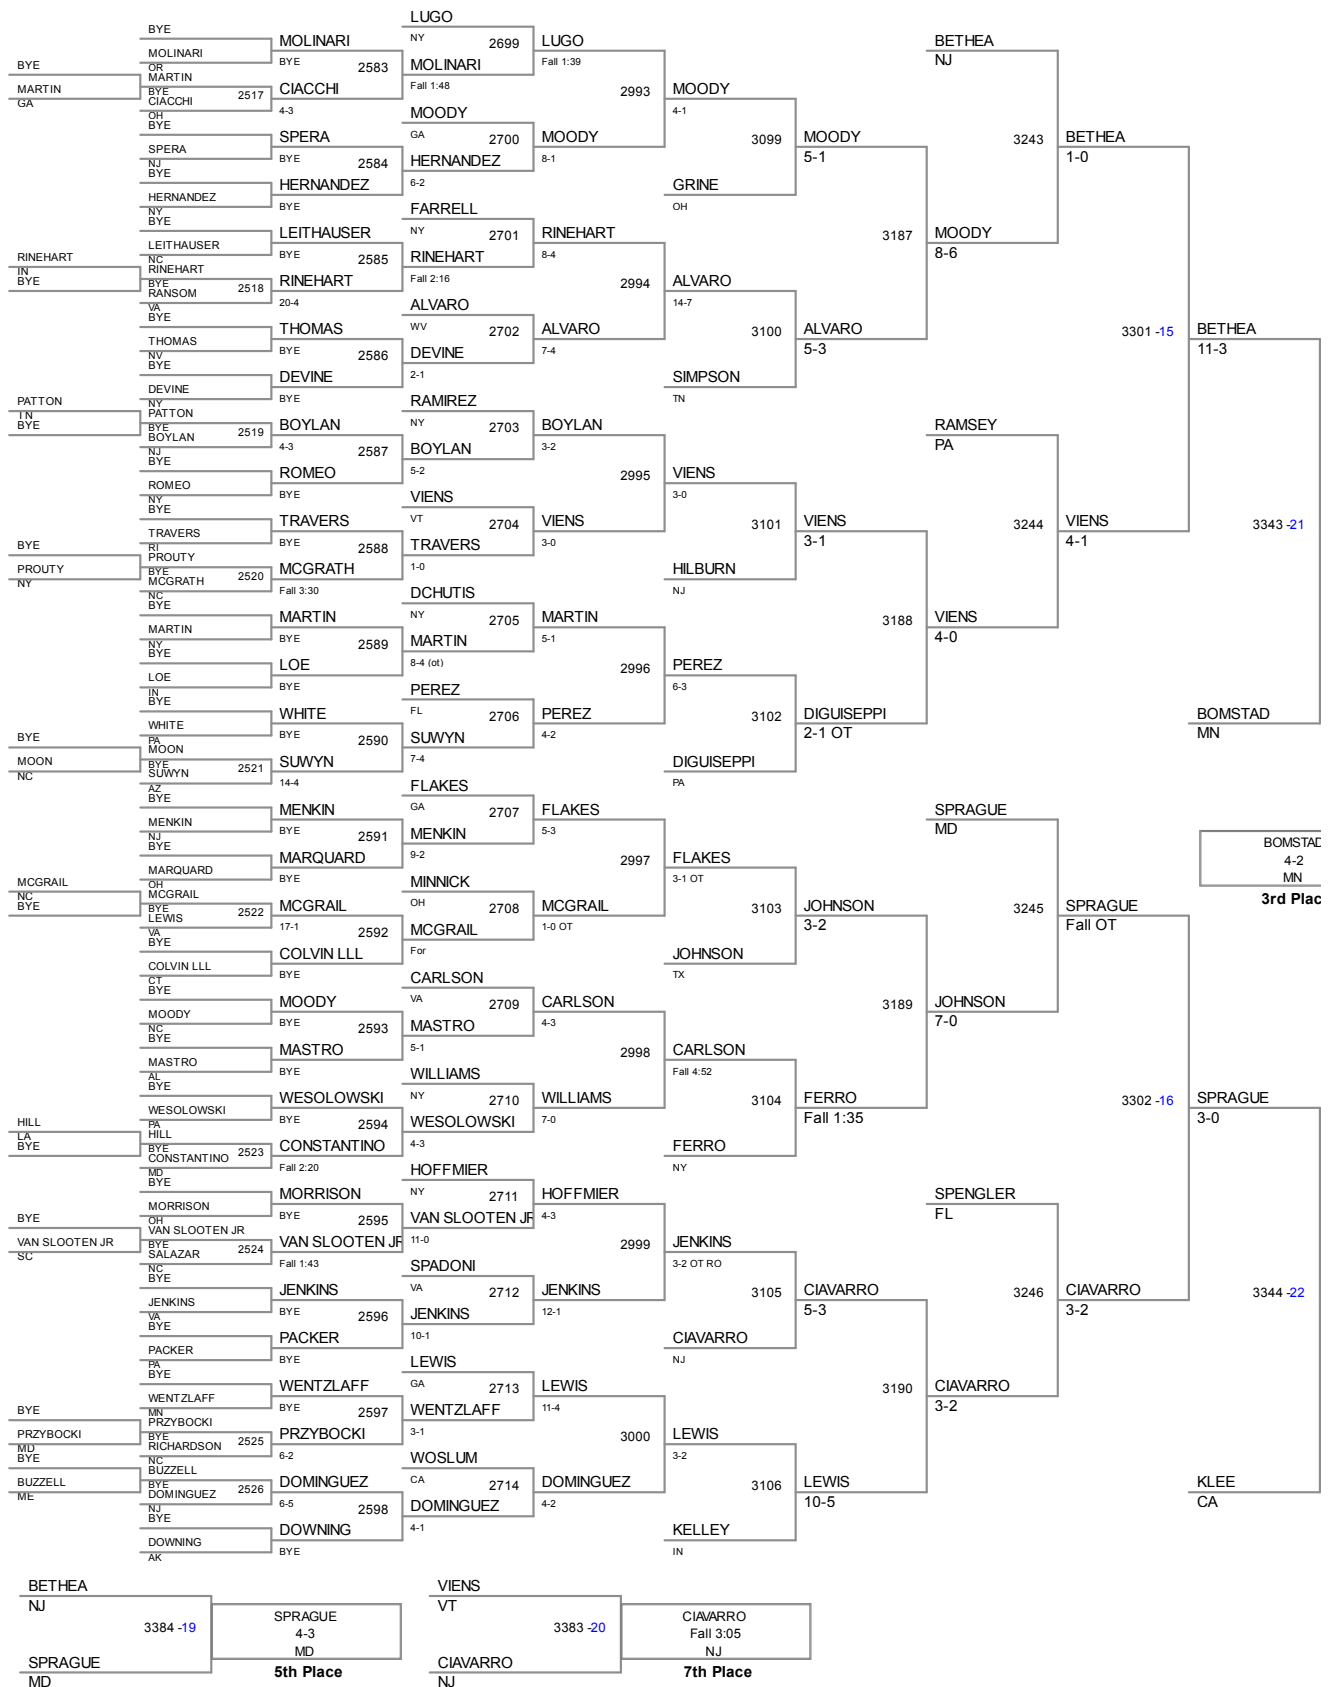 BYE
MARTIN
GA
RINEHART
IN
BYE
PATTON
TN
BYE
BYE
PROUTY
NY
BYE
MOON
NC
MCGRAIL
NC
BYE
HILL
LA
BYE
BYE
VAN SLOOTEN JR
SC
BYE
PRZYBOCKI
MD
BYE
BUZZELL
ME
BYE
MOLINARI
OR
MARTIN
BYE
CIACCHI
2517
OH
BYE
SPERA
NJ
BYE
HERNANDEZ
NY
BYE
LEITHAUSER
NC
RINEHART
BYE
RANSOM
2518
VA
BYE
THOMAS
NV
BYE
DEVINE
NY
PATTON
BYE
BOYLAN
2519
NJ
BYE
ROMEO
NY
BYE
TRAVERS
RI
PROUTY
BYE
MCGRATH
2520
NC
BYE
MARTIN
NY
BYE
LOE
IN
BYE
WHITE
PA
MOON
BYE
SUWYN
2521
AZ
BYE
MENKIN
NJ
BYE
MARQUARD
OH
MCGRAIL
BYE
LEWIS
2522
VA
BYE
COLVIN LLL
CT
BYE
MOODY
NC
BYE
MASTRO
AL
BYE
WESOLOWSKI
PA
HILL
BYE
CONSTANTINO
2523
MD
BYE
MORRISON
OH
VAN SLOOTEN JR
BYE
SALAZAR
2524
NC
BYE
JENKINS
VA
BYE
PACKER
PA
BYE
WENTZLAFF
MN
PRZYBOCKI
BYE
RICHARDSON
2525
NC
BUZZELL
BYE
DOMINGUEZ
2526
NJ
BYE
DOWNING
AK
MOLINARI
BYE
2583
CIACCHI
4-3
SPERA
BYE
2584
HERNANDEZ
BYE
LEITHAUSER
BYE
2585
RINEHART
20-4
THOMAS
BYE
2586
DEVINE
BYE
BOYLAN
4-3
2587
ROMEO
BYE
TRAVERS
BYE
2588
MCGRATH
Fall 3:30
MARTIN
BYE
2589
LOE
BYE
WHITE
BYE
2590
SUWYN
14-4
MENKIN
BYE
2591
MARQUARD
BYE
MCGRAIL
17-1
2592
COLVIN LLL
BYE
MOODY
BYE
2593
MASTRO
BYE
WESOLOWSKI
BYE
2594
CONSTANTINO
Fall 2:20
MORRISON
BYE
2595
VAN SLOOTEN JR
Fall 1:43
JENKINS
BYE
2596
PACKER
BYE
WENTZLAFF
BYE
2597
PRZYBOCKI
6-2
DOMINGUEZ
6-5
2598
DOWNING
BYE
LUGO
NY
2699
MOLINARI
Fall 1:48
MOODY
GA
2700
HERNANDEZ
6-2
FARRELL
NY
2701
RINEHART
Fall 2:16
ALVARO
WV
2702
DEVINE
2-1
RAMIREZ
NY
2703
BOYLAN
5-2
VIENS
VT
2704
TRAVERS
1-0
DCHUTIS
NY
2705
MARTIN
8-4 (ot)
PEREZ
FL
2706
SUWYN
7-4
FLAKES
GA
2707
MENKIN
9-2
MINNICK
OH
2708
MCGRAIL
For
CARLSON
VA
2709
MASTRO
5-1
WILLIAMS
NY
2710
WESOLOWSKI
4-3
HOFFMIER
NY
2711
VAN SLOOTEN JR
11-0
SPADONI
VA
2712
JENKINS
10-1
LEWIS
GA
2713
WENTZLAFF
3-1
WOSLUM
CA
2714
DOMINGUEZ
4-1
LUGO
Fall 1:39
2993
MOODY
8-1
RINEHART
8-4
2994
ALVARO
7-4
BOYLAN
3-2
2995
VIENS
3-0
MARTIN
5-1
2996
PEREZ
4-2
FLAKES
5-3
2997
MCGRAIL
1-0 OT
CARLSON
4-3
2998
WILLIAMS
7-0
HOFFMIER
4-3
2999
JENKINS
12-1
LEWIS
11-4
3000
DOMINGUEZ
4-2
MOODY
4-1
3099
GRINE
OH
ALVARO
14-7
3100
SIMPSON
TN
VIENS
3-0
3101
HILBURN
NJ
PEREZ
6-3
3102
DIGUISEPPI
PA
FLAKES
3-1 OT
3103
JOHNSON
TX
CARLSON
Fall 4:52
3104
FERRO
NY
JENKINS
3-2 OT RO
3105
CIAVARRO
NJ
LEWIS
3-2
3106
KELLEY
IN
MOODY
5-1
3187
ALVARO
5-3
VIENS
3-1
3188
DIGUISEPPI
2-1 OT
JOHNSON
3-2
3189
FERRO
Fall 1:35
CIAVARRO
5-3
3190
LEWIS
10-5
BETHEA
NJ
3243
MOODY
8-6
RAMSEY
PA
3244
VIENS
4-0
SPRAGUE
MD
3245
JOHNSON
7-0
SPENGLER
FL
3246
CIAVARRO
3-2
BETHEA
1-0
3301 -15
VIENS
4-1
SPRAGUE
Fall OT
3302 -16
CIAVARRO
3-2
BETHEA
11-3
3343 -21
BOMSTAD
MN
BOMSTAD
4-2
MN
3rd Plac
SPRAGUE
3-0
3344 -22
KLEE
CA
BETHEA
NJ
3384 -19
SPRAGUE
MD
SPRAGUE
4-3
MD
5th Place
VIENS
VT
3383 -20
CIAVARRO
NJ
CIAVARRO
Fall 3:05
NJ
7th Place